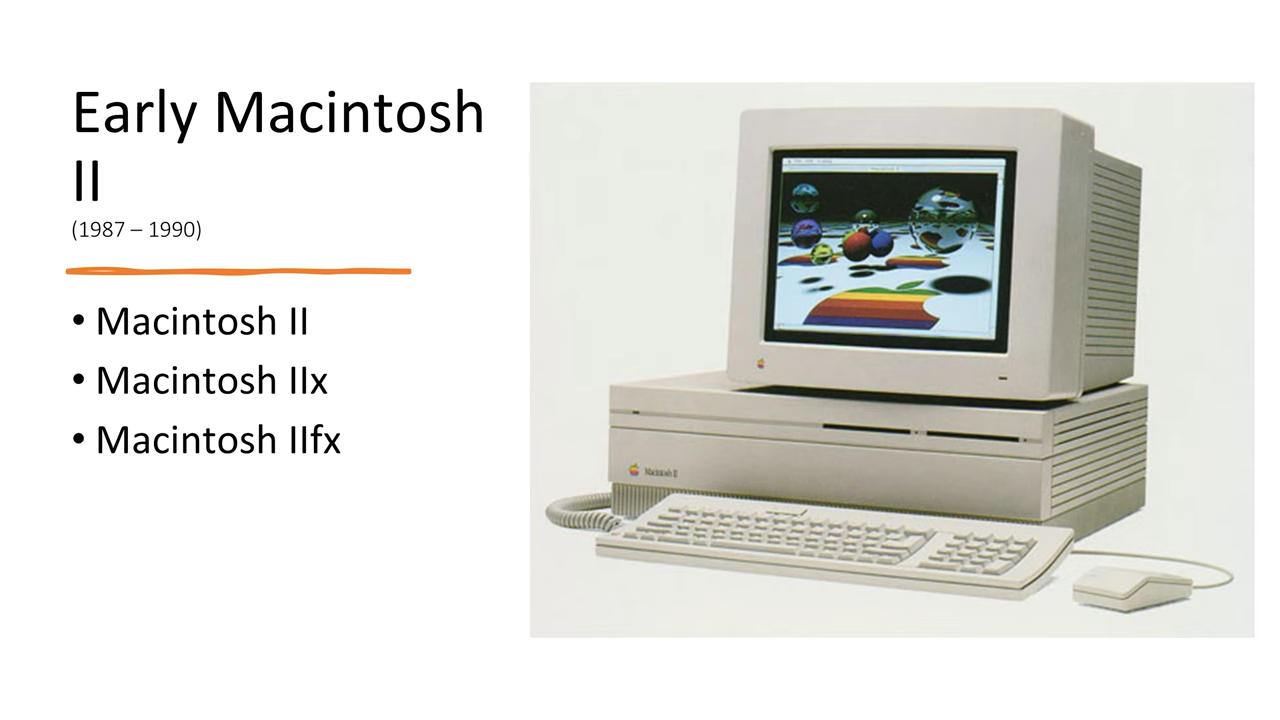 Early Macintosh
II
(1987 – 1990)
• Macintosh II
• Macintosh IIx
• Macintosh IIfx
Macintosh II